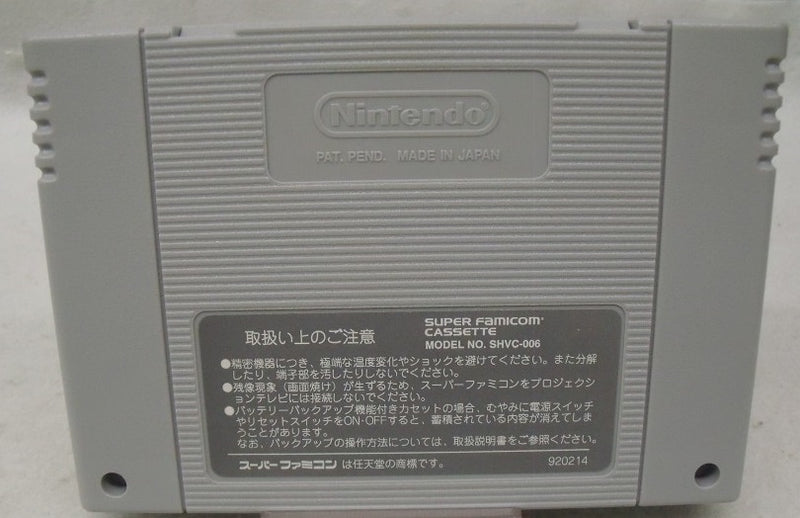 Nintendo®
PAT. PEND. MADE IN JAPAN
取扱い上のご注意
SUPER FAMICOM™
CASSETTE
MODEL NO. SHVC-006
●精密機器につき、極端な温度変化やショックを避けてください。また分解
したり、端子部を汚したりしないでください。
●残像現象（画面焼け）が生ずるため、スーパーファミコンをプロジェクシ
ョンテレビには接続しないでください。
●バッテリーバックアップ機能付きカセットの場合、むやみに電源スイッチ
やリセットスイッチをON-OFFすると、蓄積されている内容が消えてしま
うことがあります。
なお、バックアップの操作方法については、取扱説明書をご参照ください。
スーパーファミコンは任天堂の商標です。
920214